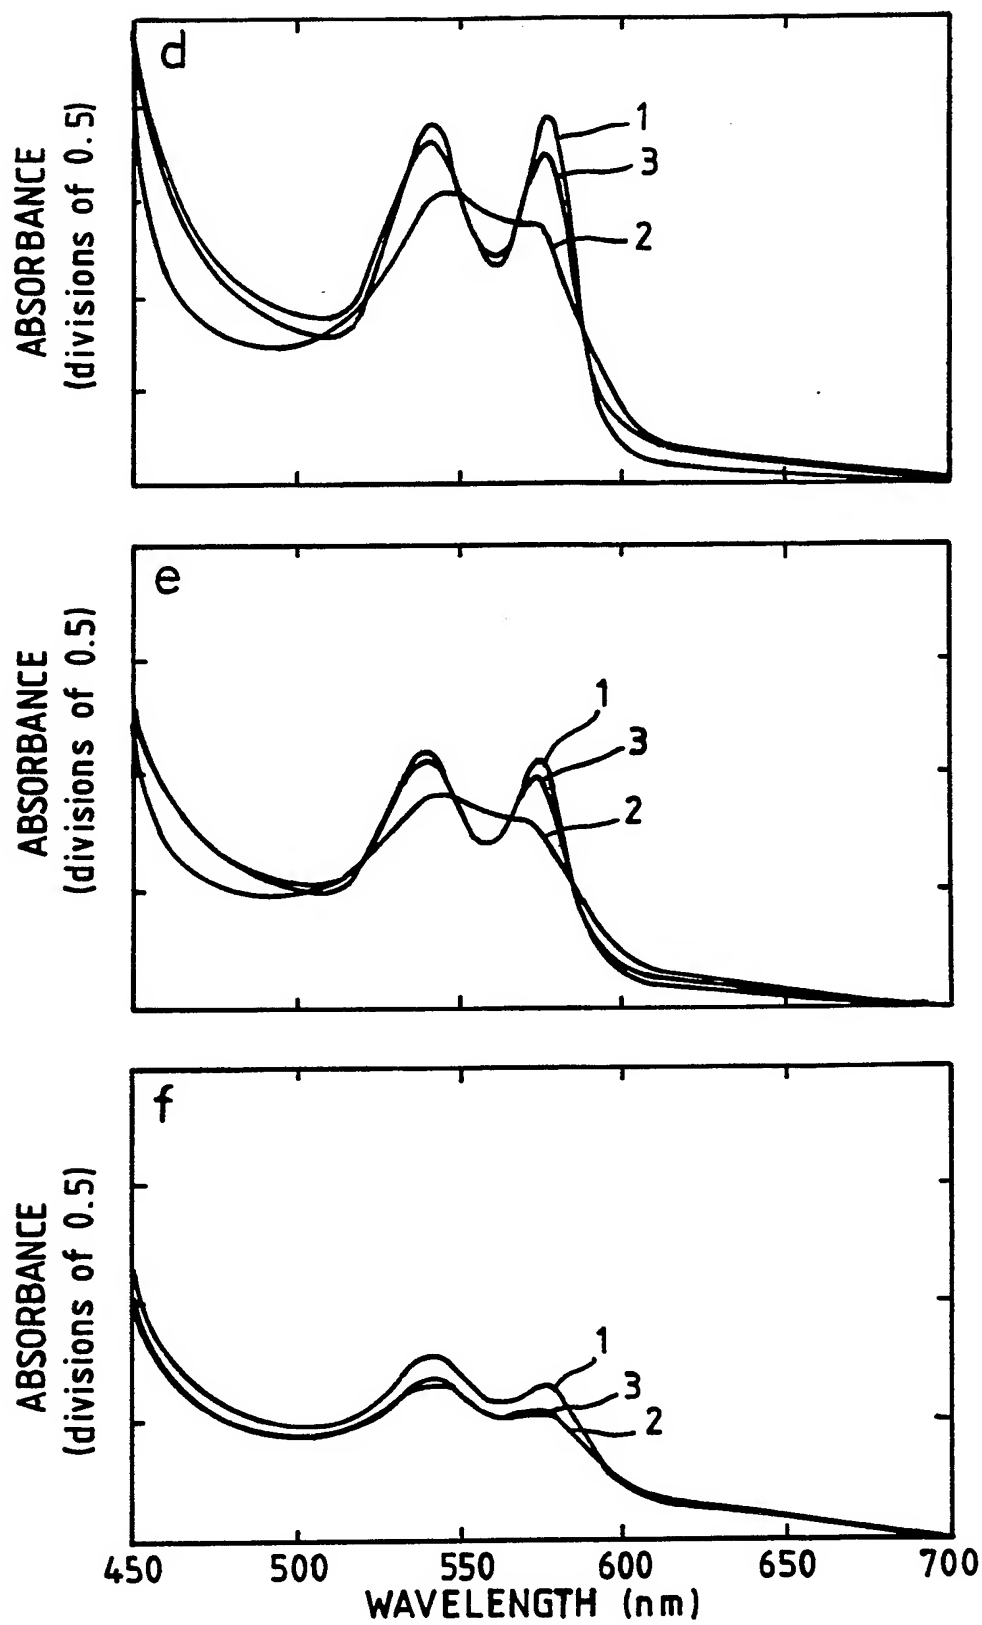 d
ABSORBANCE
(divisions of 0.5)
1
3
2
e
ABSORBANCE
(divisions of 0.5)
1
3
2
f
ABSORBANCE
(divisions of 0.5)
1
3
2
450 500 550 600 650 700
WAVELENGTH (nm)